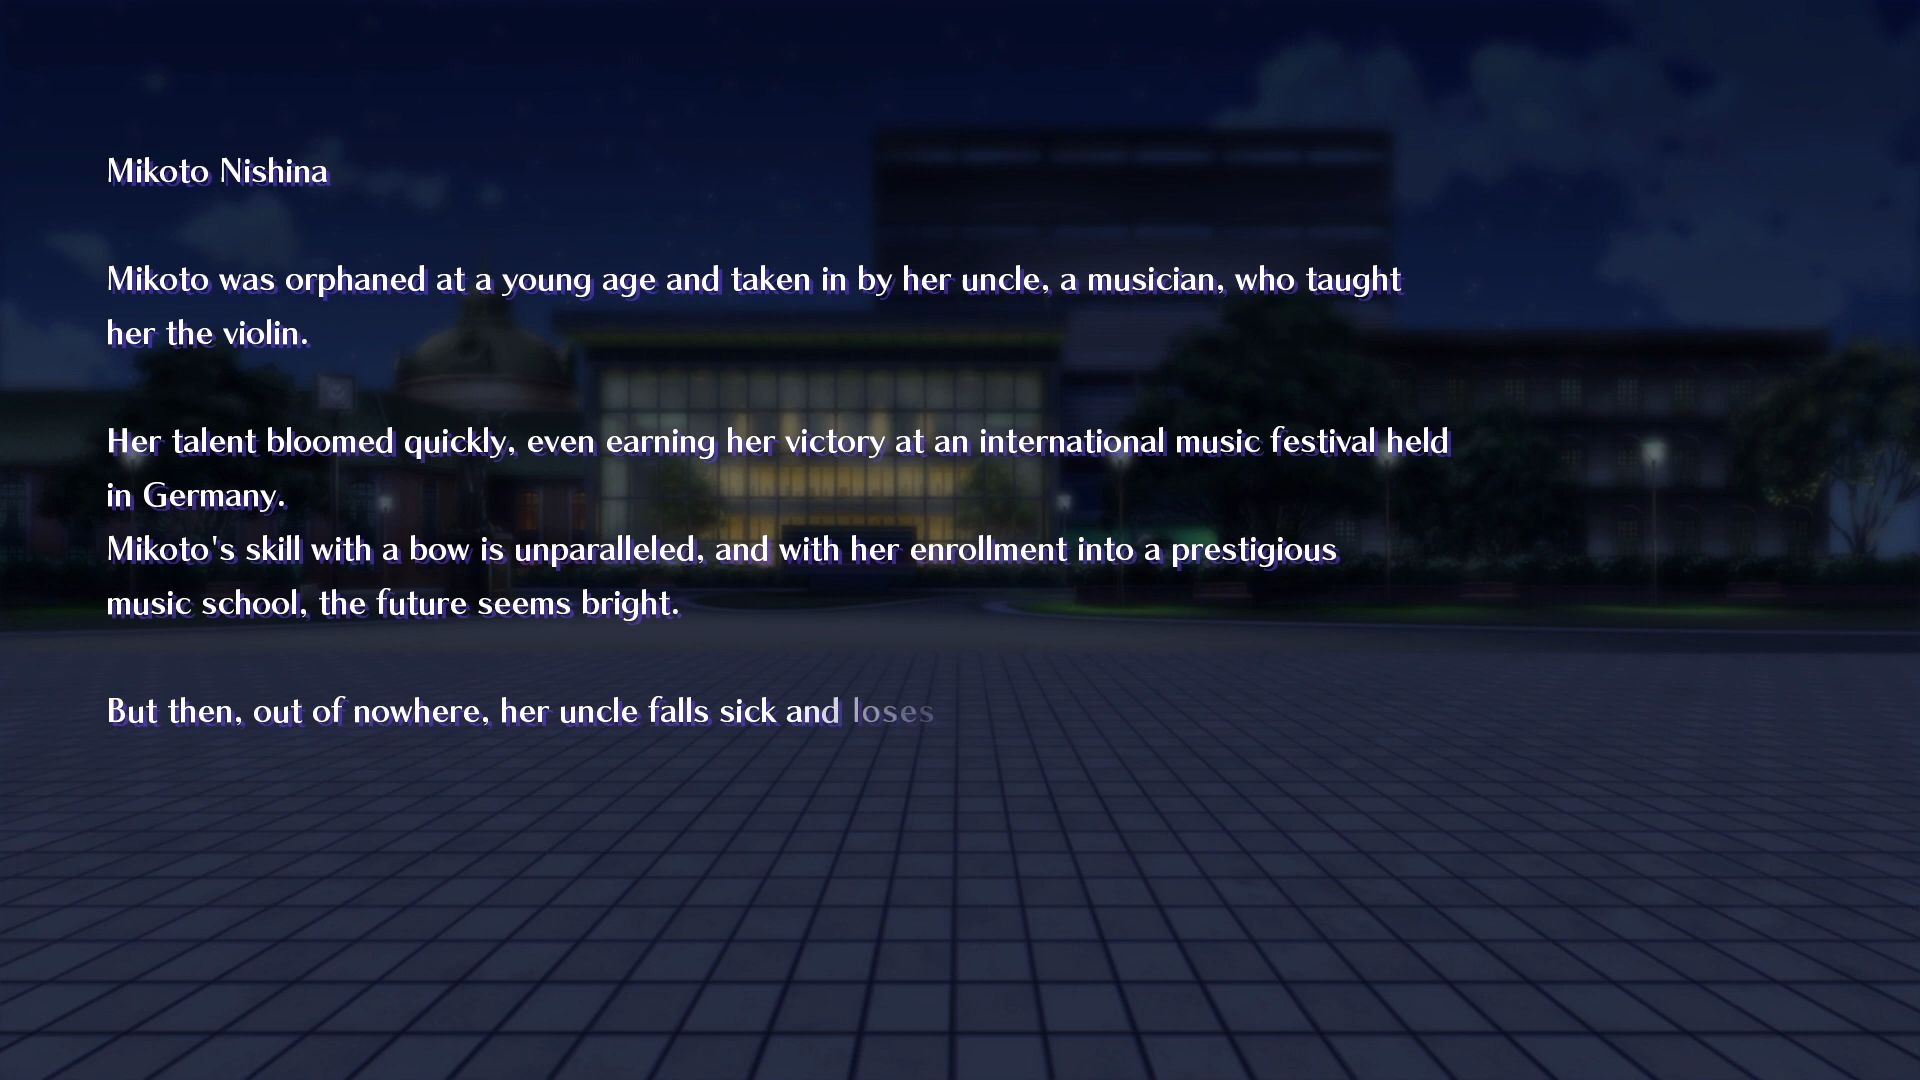 Mikoto Nishina
Mikoto was orphaned at a young age and taken in by her uncle, a musician, who taught
her the violin.
Her talent bloomed quickly, even earning her victory at an international music festival held
in Germany.
Mikoto's skill with a bow is unparalleled, and with her enrollment into a prestigious
music school, the future seems bright.
But then, out of nowhere, her uncle falls sick and loses